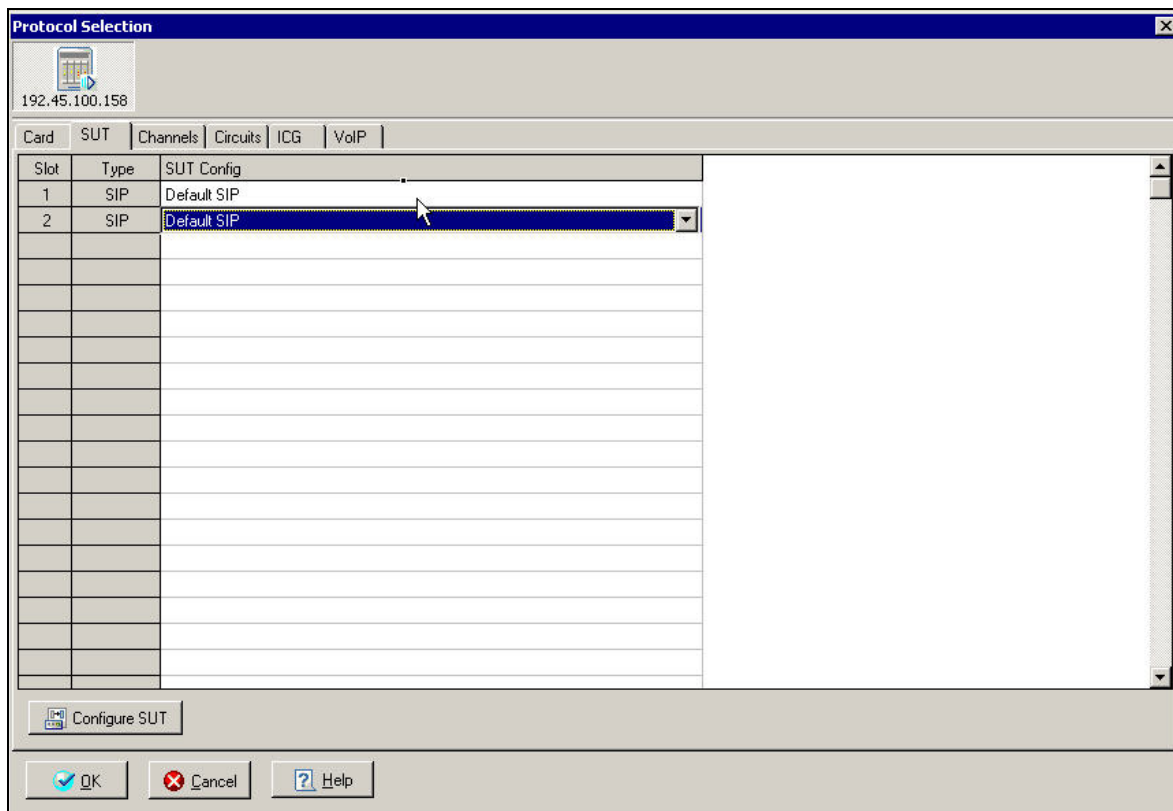 Protocol Selection
192.45.100.158
Card SUT Channels Circuits ICG VoIP
Slot Type SUT Config
1 SIP Default SIP
2 SIP Default SIP
Configure SUT
OK Cancel Help